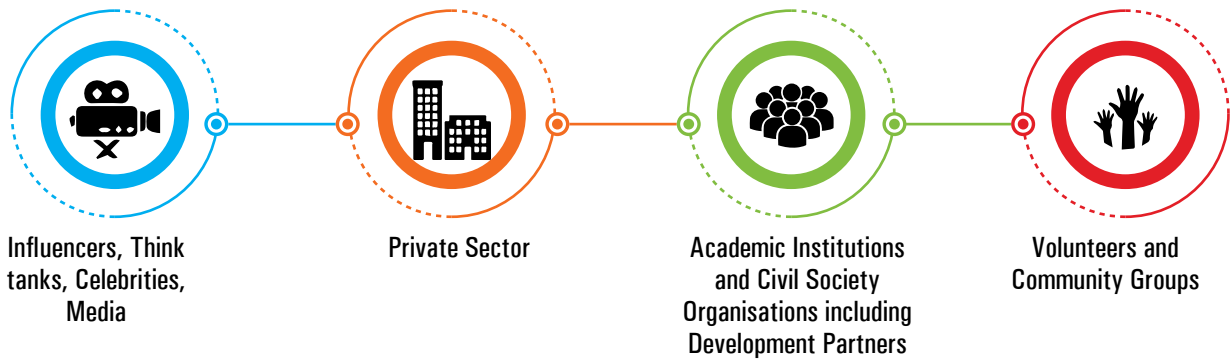 Influencers, Think
tanks, Celebrities,
Media
Private Sector
Academic Institutions
and Civil Society
Organisations including
Development Partners
Volunteers and
Community Groups